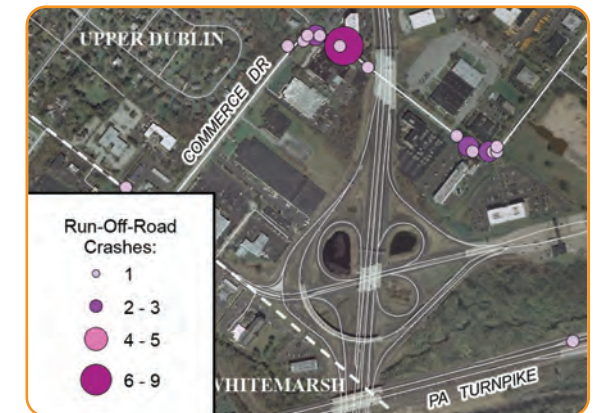 UPPER DUBLIN
COMMERCE DR
Run-Off-Road
Crashes:
1
2 - 3
4 - 5
6 - 9
WHITEMARSH
PA TURNPIKE